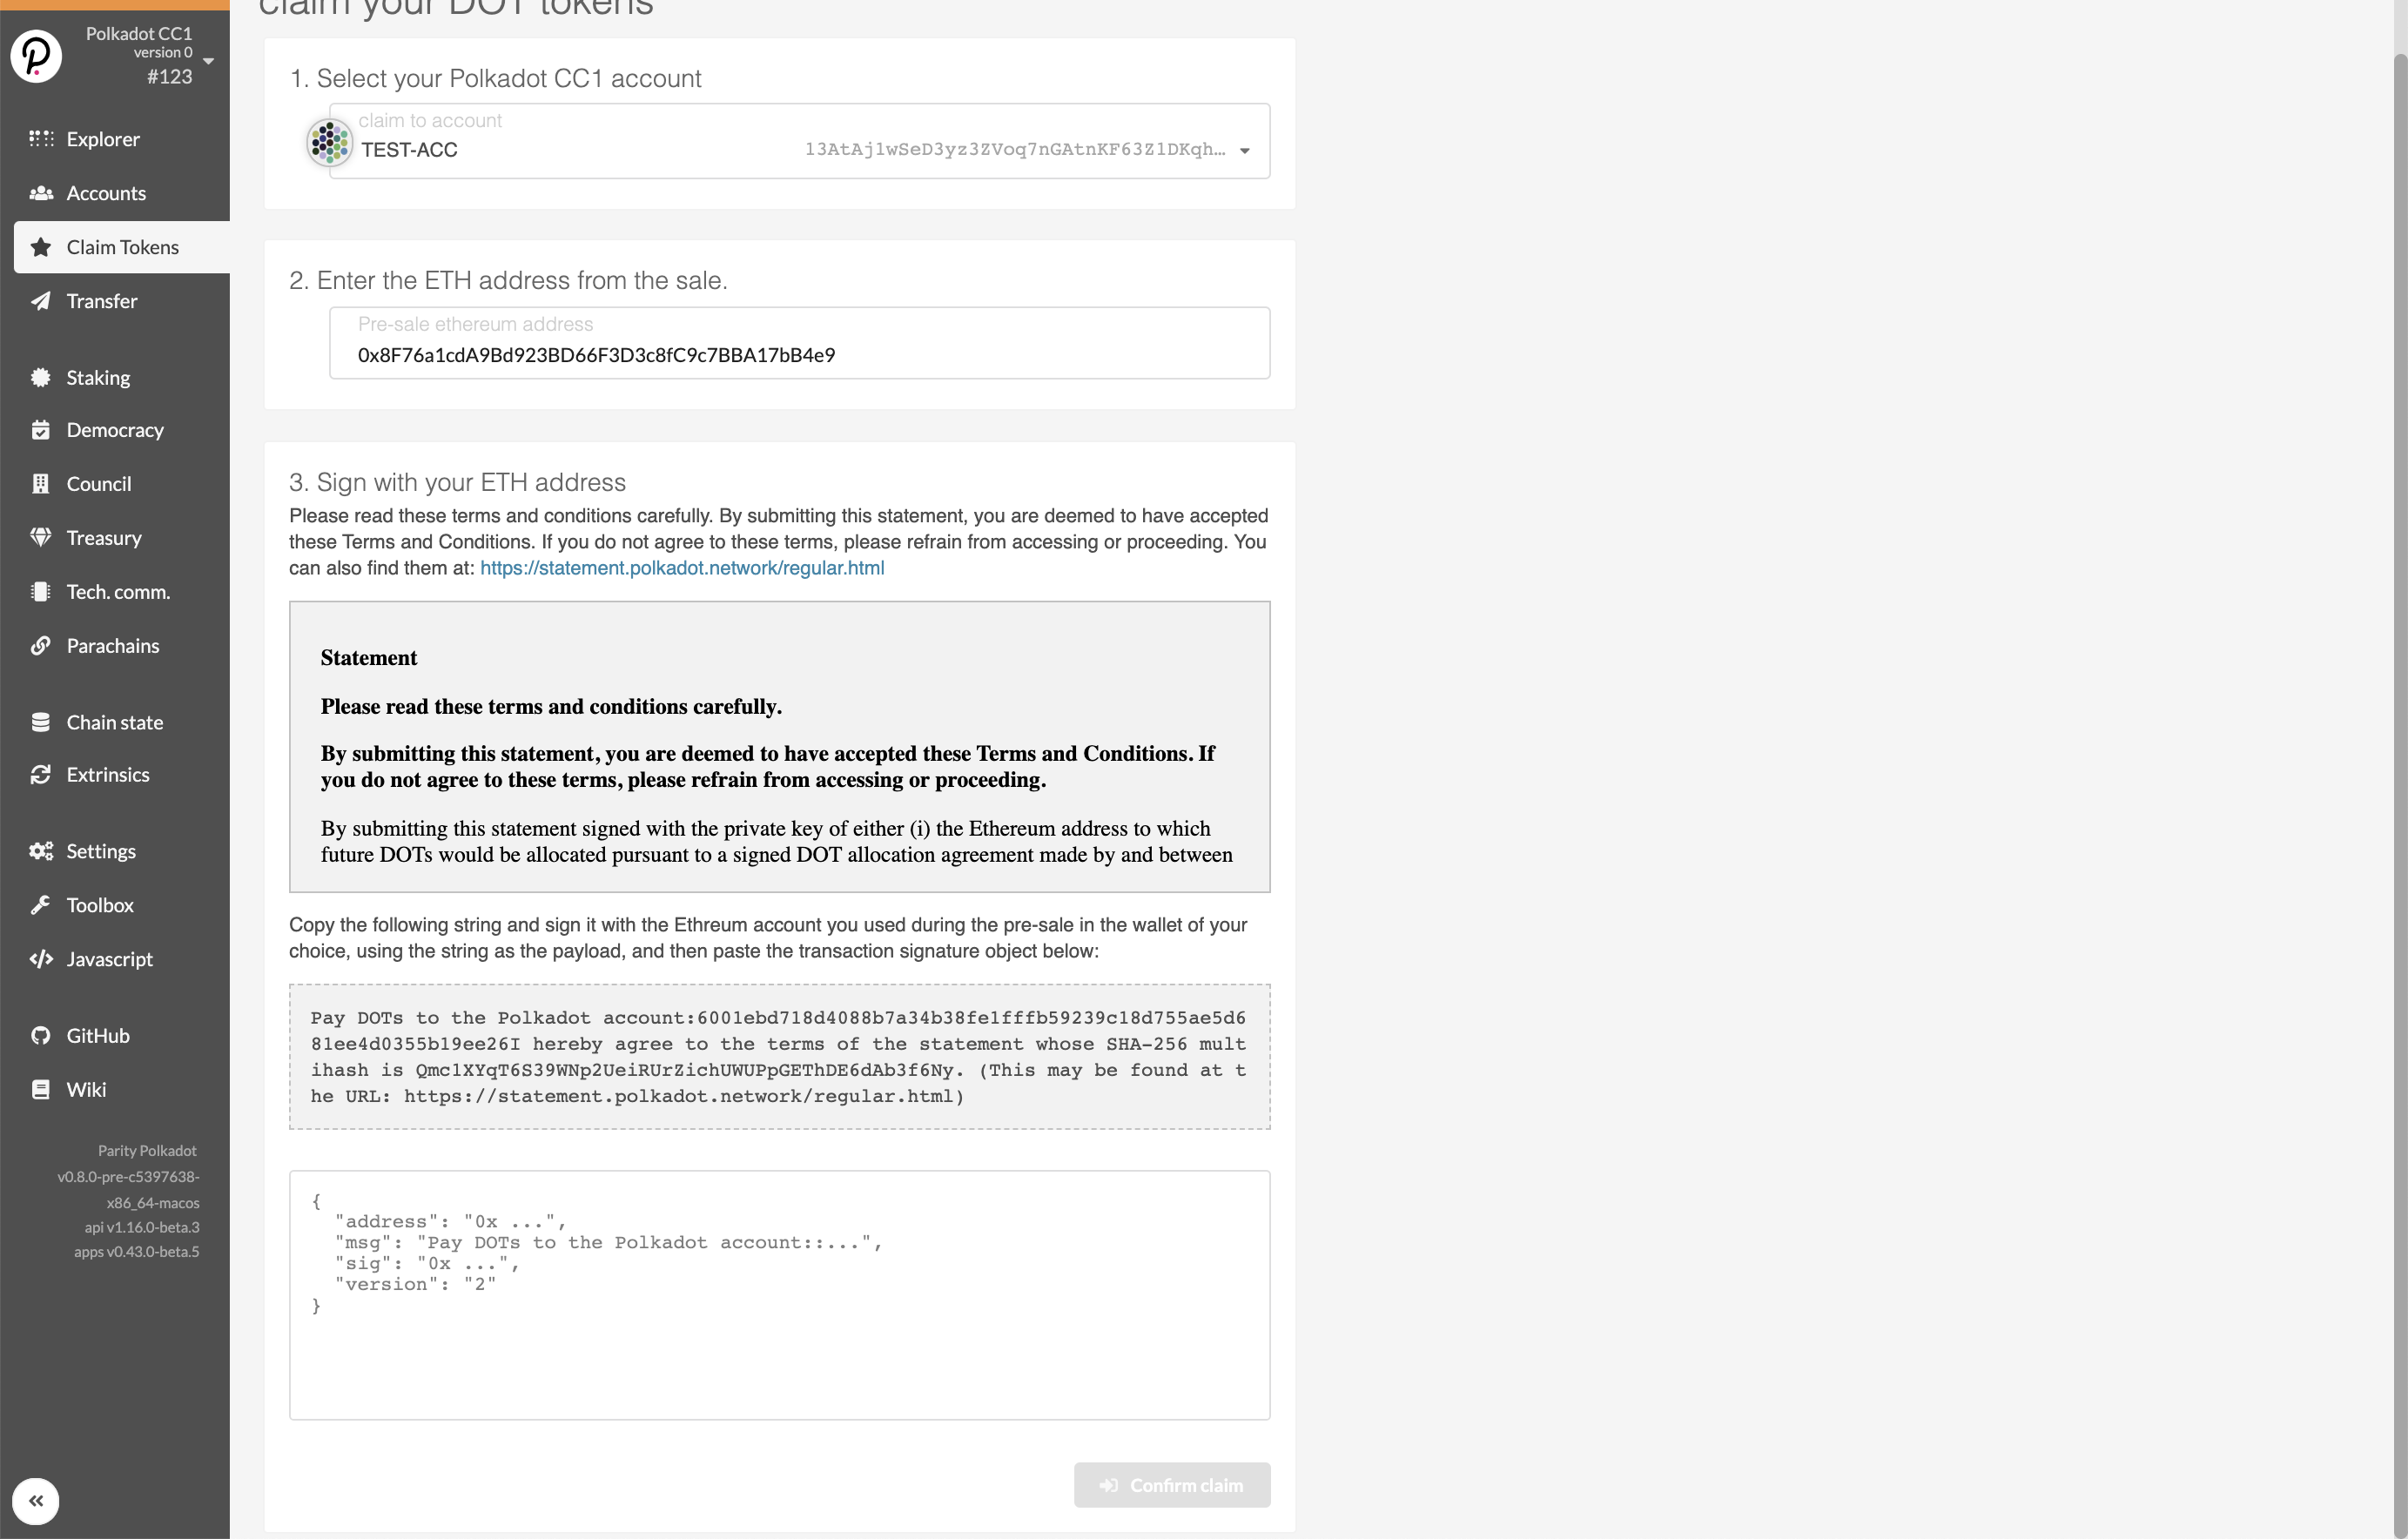 claim your DOT tokens
Polkadot CC1
version 0
#123
Explorer
Accounts
Claim Tokens
Transfer
Staking
Democracy
Council
Treasury
Tech. comm.
Parachains
Chain state
Extrinsics
Settings
Toolbox
Javascript
GitHub
Wiki
Parity Polkadot
v0.8.0-pre-c5397638-
x86_64-macos
api v1.16.0-beta.3
apps v0.43.0-beta.5
1. Select your Polkadot CC1 account
claim to account
TEST-ACC
13AtAj1wSeD3yz3ZVoq7nGAtnKF63Z1DKqh…
2. Enter the ETH address from the sale.
Pre-sale ethereum address
0x8F76a1cdA9Bd923BD66F3D3c8fC9c7BBA17bB4e9
3. Sign with your ETH address
Please read these terms and conditions carefully. By submitting this statement, you are deemed to have accepted
these Terms and Conditions. If you do not agree to these terms, please refrain from accessing or proceeding. You
can also find them at: https://statement.polkadot.network/regular.html
Statement
Please read these terms and conditions carefully.
By submitting this statement, you are deemed to have accepted these Terms and Conditions. If
you do not agree to these terms, please refrain from accessing or proceeding.
By submitting this statement signed with the private key of either (i) the Ethereum address to which
future DOTs would be allocated pursuant to a signed DOT allocation agreement made by and between
Copy the following string and sign it with the Ethreum account you used during the pre-sale in the wallet of your
choice, using the string as the payload, and then paste the transaction signature object below:
Pay DOTs to the Polkadot account:6001ebd718d4088b7a34b38fe1fffb59239c18d755ae5d6
81ee4d0355b19ee26I hereby agree to the terms of the statement whose SHA-256 mult
ihash is Qmc1XYqT6S39WNp2UeiRUrZichUWUPpGEThDE6dAb3f6Ny. (This may be found at t
he URL: https://statement.polkadot.network/regular.html)
{
"address": "0x ...",
"msg": "Pay DOTs to the Polkadot account::...",
"sig": "0x ...",
"version": "2"
}
Confirm claim